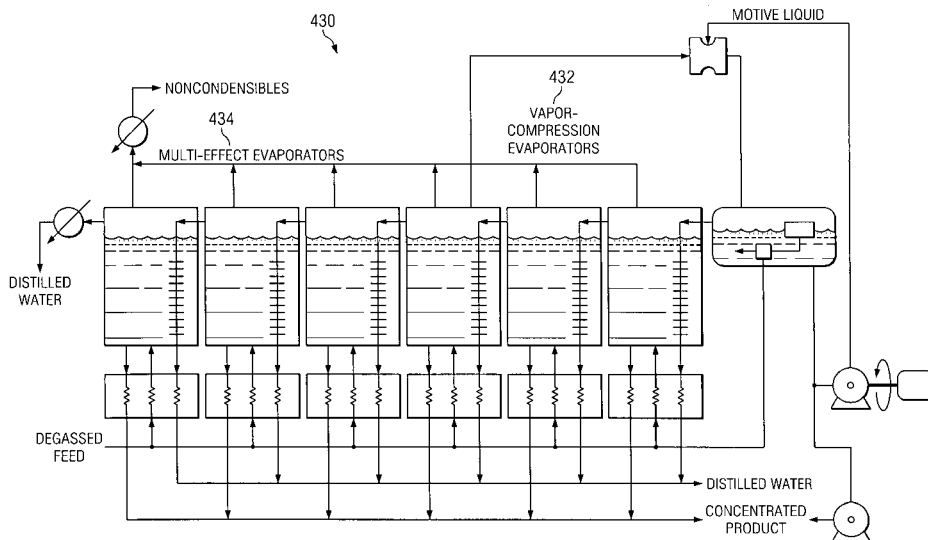 430
MOTIVE LIQUID
NONCONDENSIBLES
432
VAPOR-
COMPRESSION
EVAPORATORS
434
MULTI-EFFECT EVAPORATORS
DISTILLED
WATER
DEGASSED
FEED
DISTILLED WATER
CONCENTRATED
PRODUCT